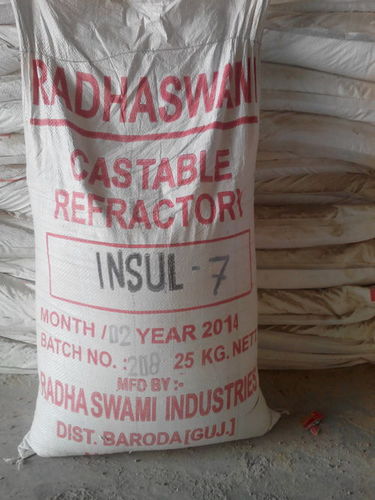 RADHASWANI
CASTABLE
REFRACTORY
INSUL - 7
MONTH /02 YEAR 2014
BATCH NO. :208 25 KG. NETT
MFD BY :-
RADHA SWAMI INDUSTRIES
DIST. BARODA [GUJ.]